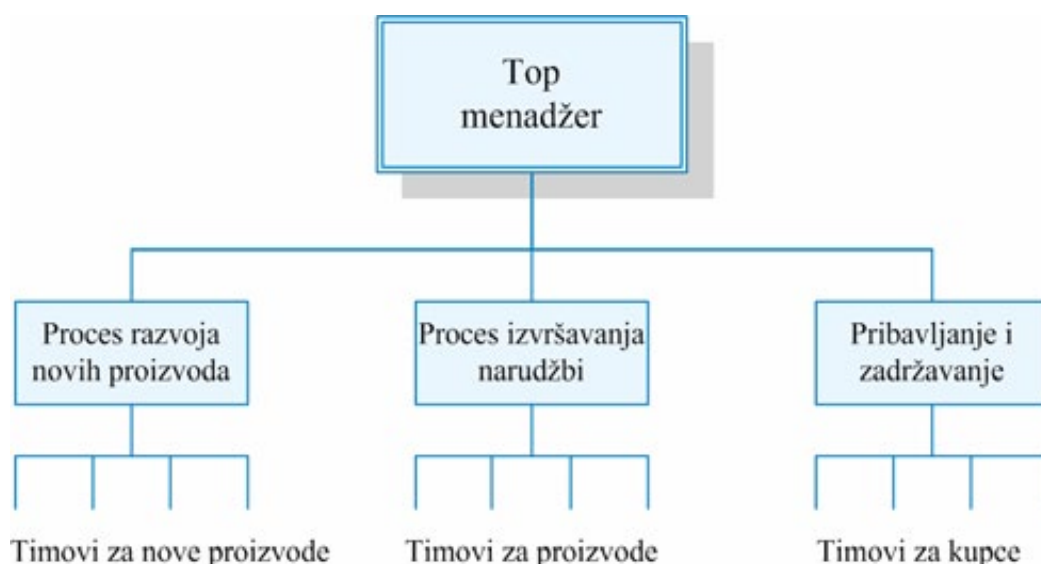 Top
menadžer
Proces razvoja
novih proizvoda
Proces izvršavanja
narudžbi
Pribavljanje i
zadržavanje
Timovi za nove proizvode
Timovi za proizvode
Timovi za kupce